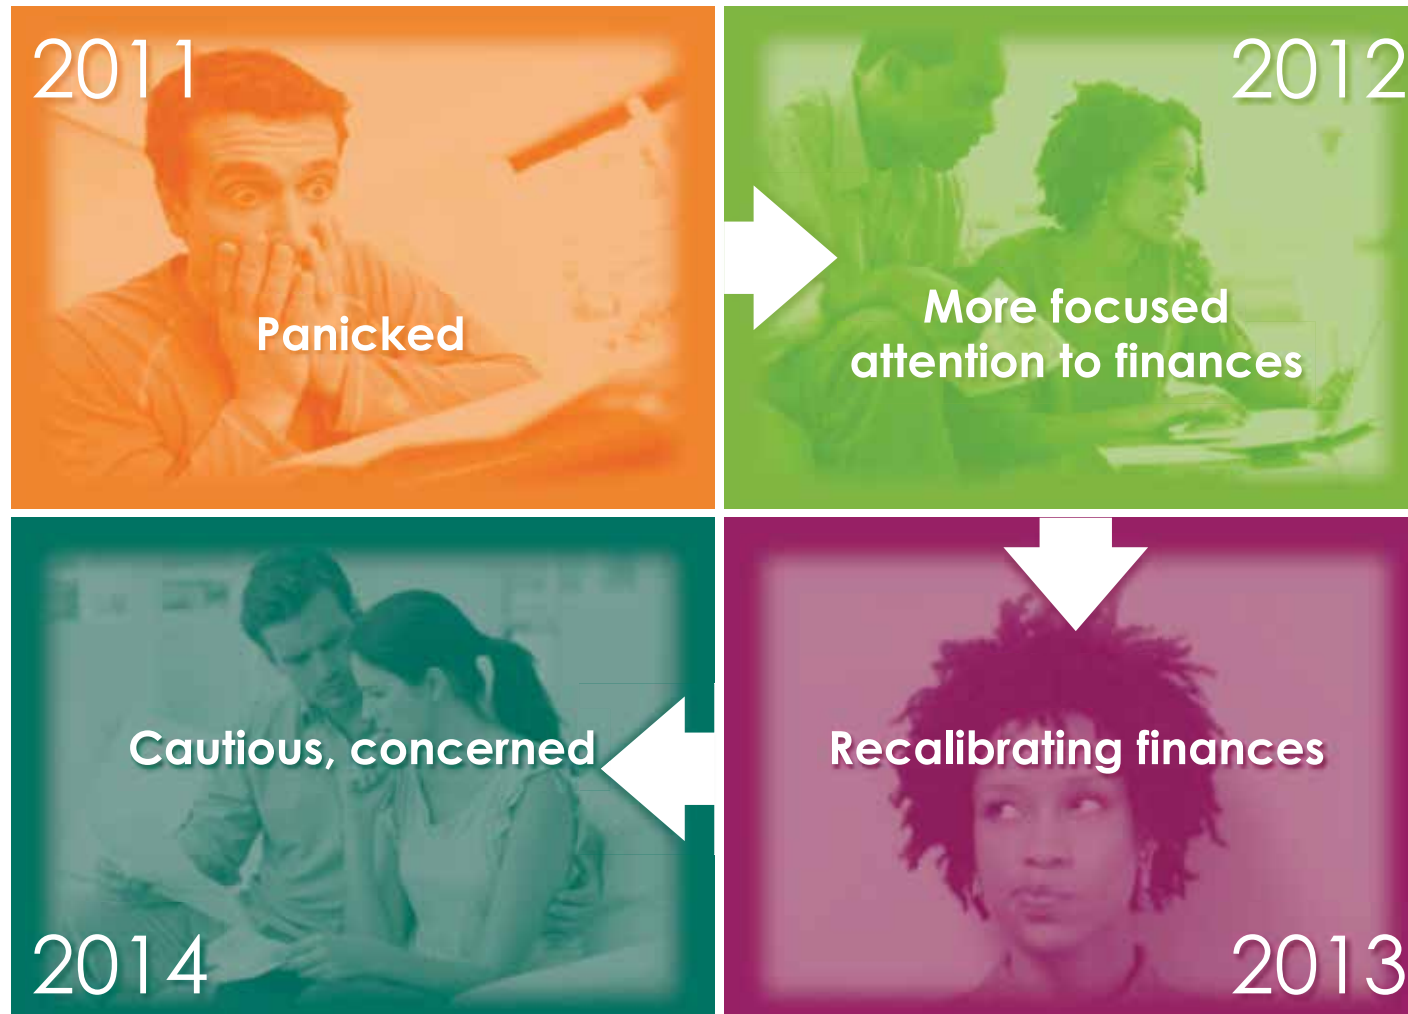 2011
Panicked
2012
More focused
attention to finances
Recalibrating finances
2013
Cautious, concerned
2014